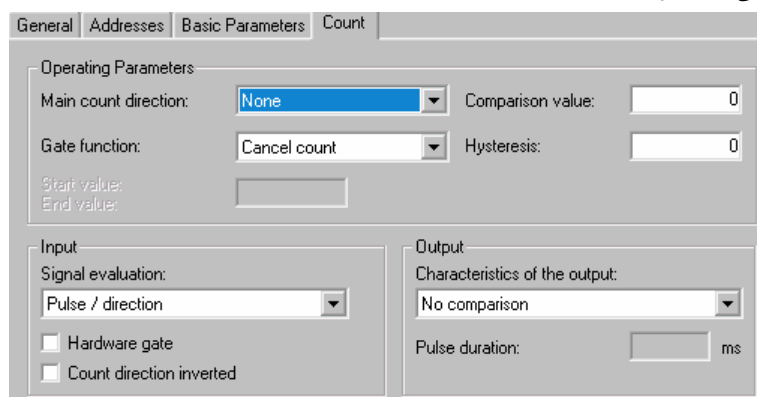 General Addresses Basic Parameters Count
Operating Parameters
Main count direction: None Comparison value: 0
Gate function: Cancel count Hysteresis: 0
Start value:
End value:
Input
Signal evaluation:
Pulse / direction
Hardware gate
Count direction inverted
Output
Characteristics of the output:
No comparison
Pulse duration: ms